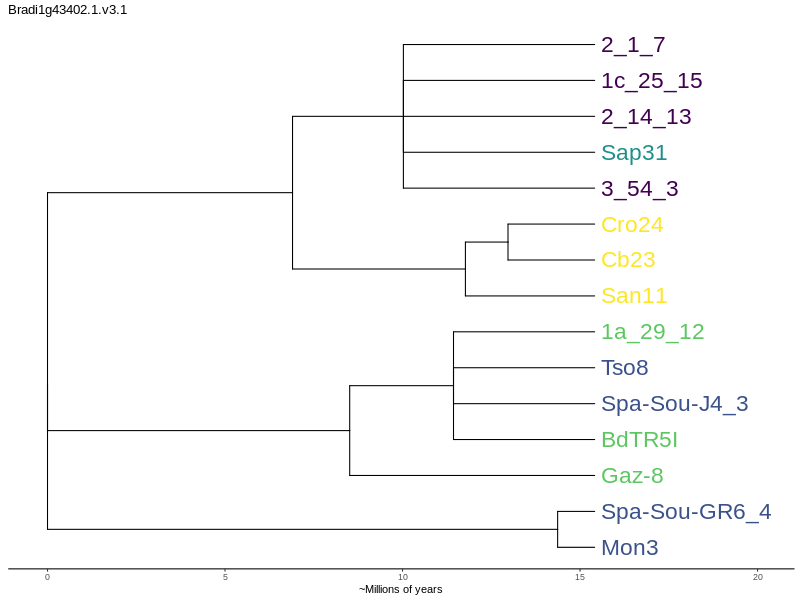 Bradi1g43402.1.v3.1
2_1_7
1c_25_15
2_14_13
Sap31
3_54_3
Cro24
Cb23
San11
1a_29_12
Tso8
Spa-Sou-J4_3
BdTR5I
Gaz-8
Spa-Sou-GR6_4
Mon3
0 5 10 15 20
~Millions of years